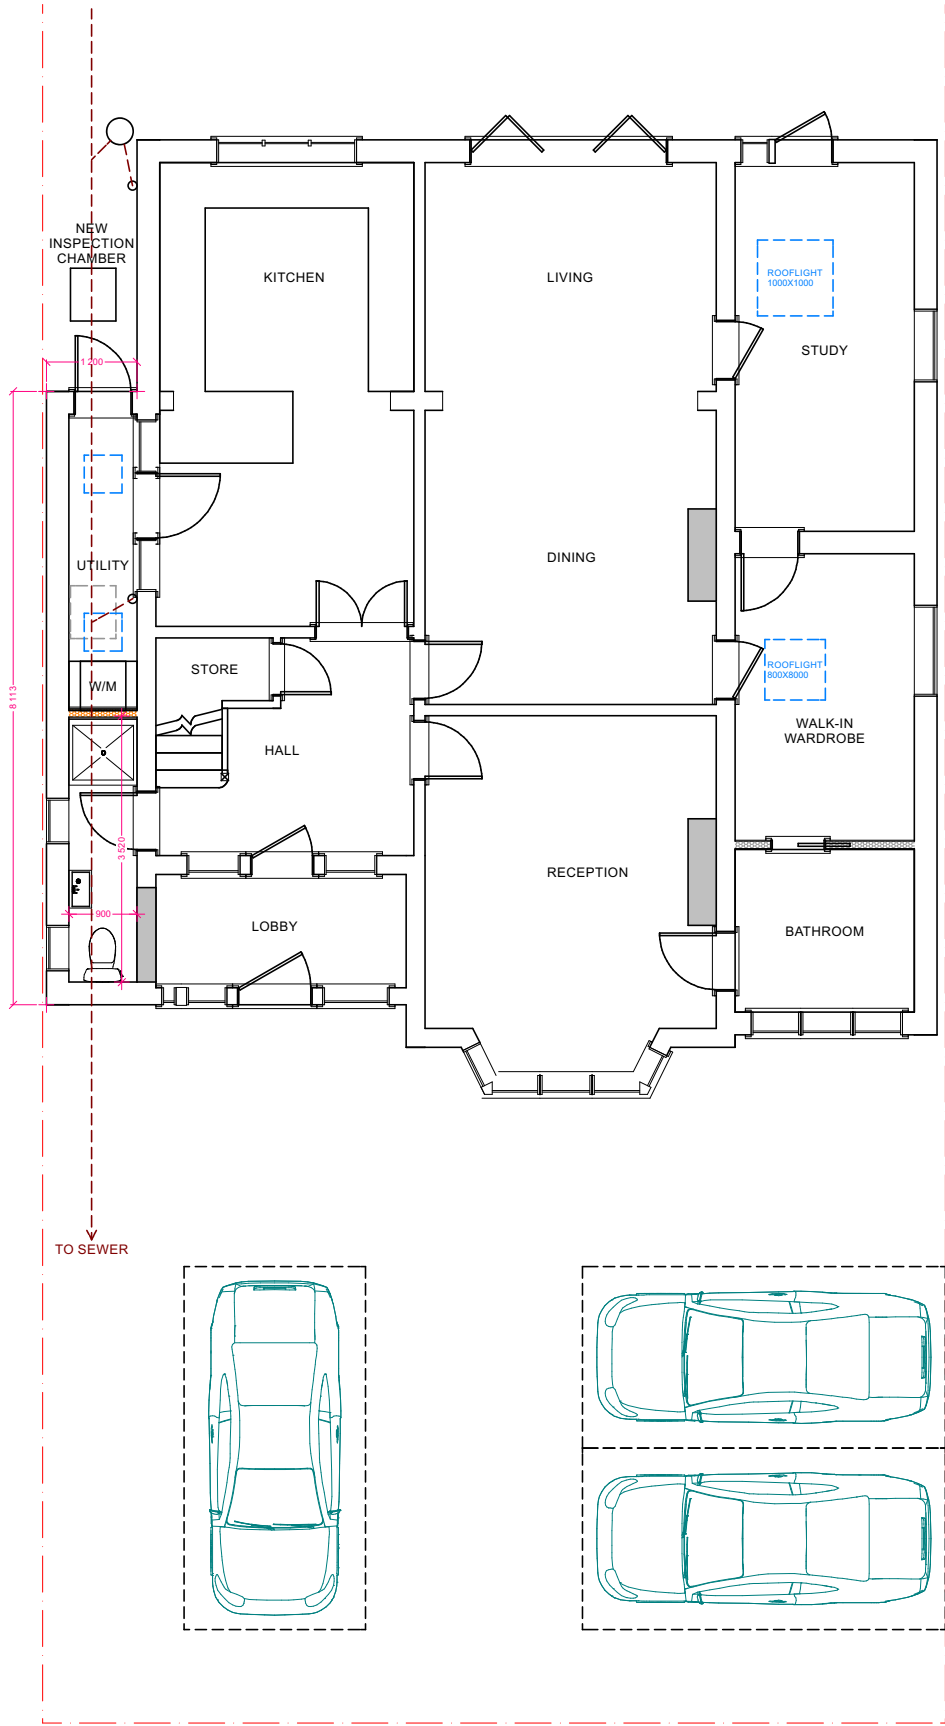 NEW
INSPECTION
CHAMBER
KITCHEN
LIVING
ROOFLIGHT
1000X1000
STUDY
1 200
DINING
UTILITY
STORE
W/M
ROOFLIGHT
800X8000
8 113
HALL
WALK-IN
WARDROBE
3 520
RECEPTION
900
LOBBY
BATHROOM
TO SEWER